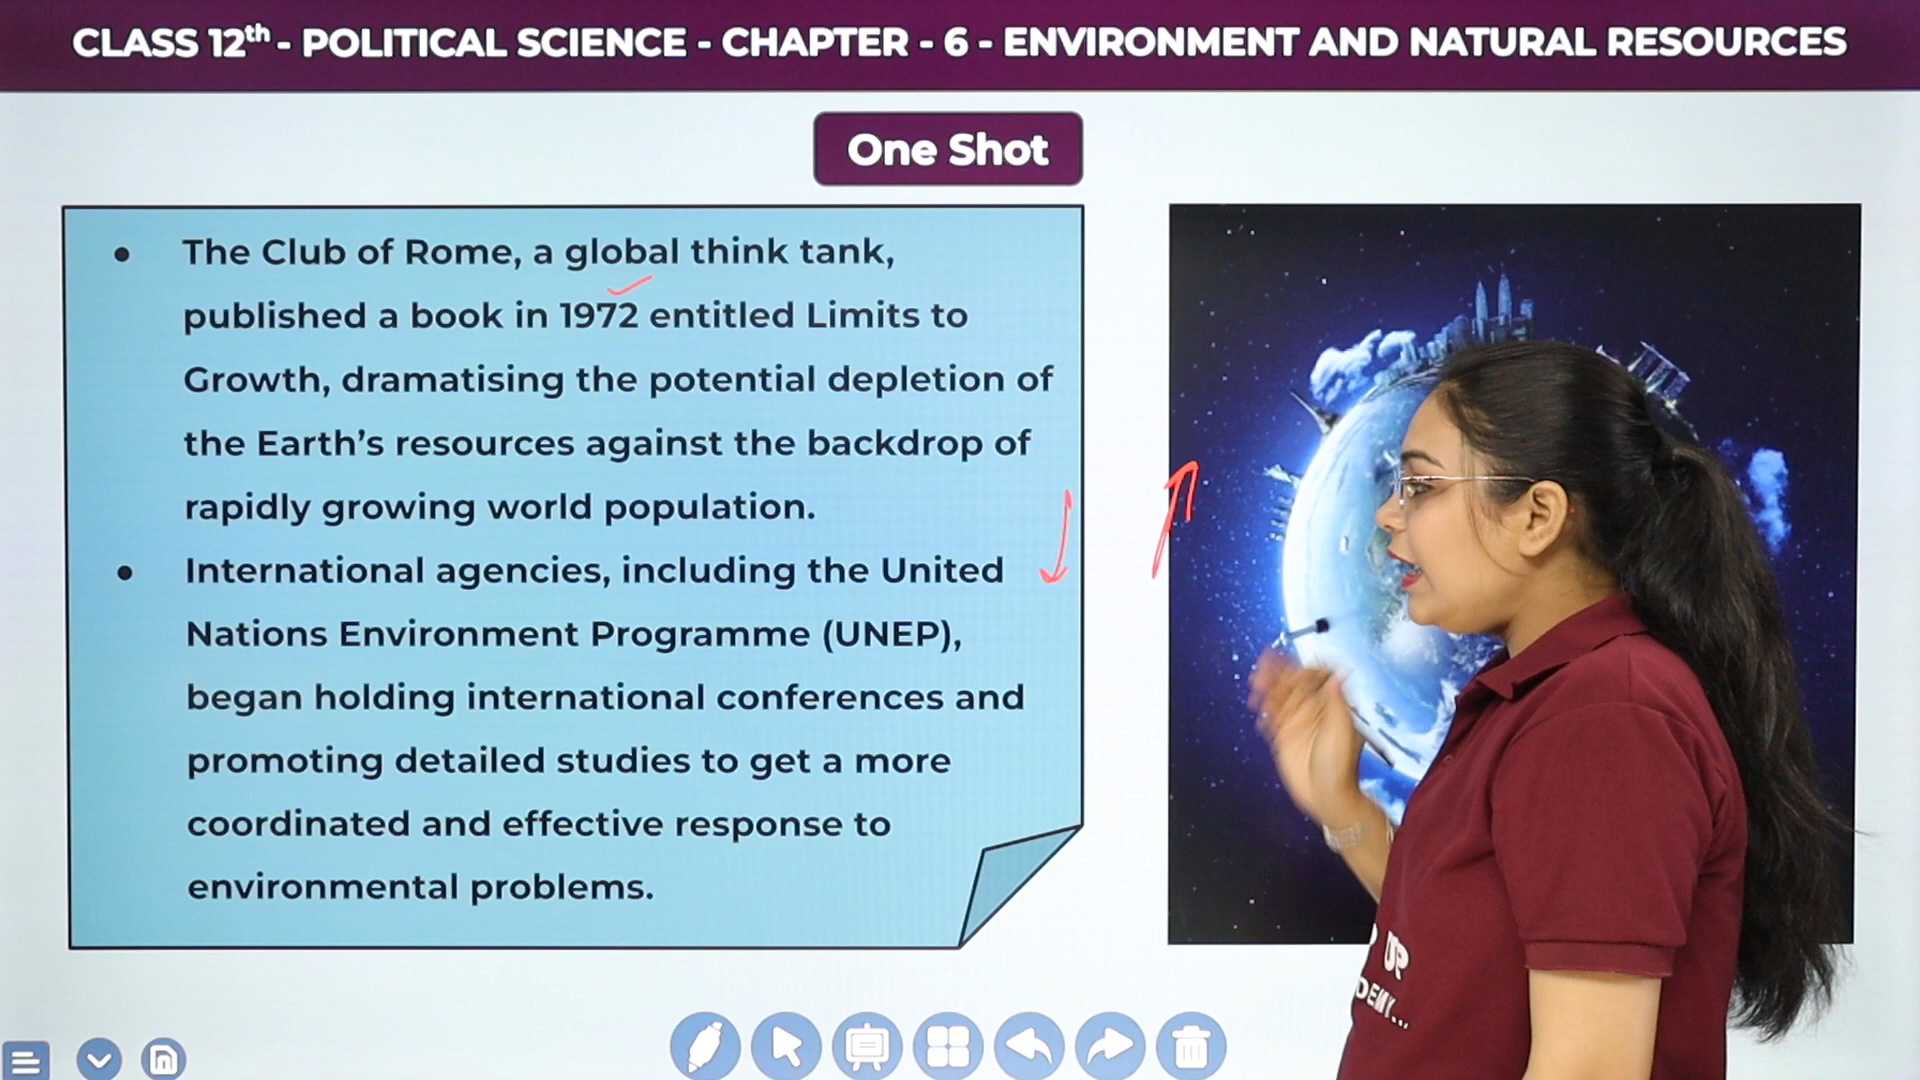 CLASS 12th - POLITICAL SCIENCE - CHAPTER - 6 - ENVIRONMENT AND NATURAL RESOURCES
One Shot
• The Club of Rome, a global think tank,
published a book in 1972 entitled Limits to
Growth, dramatising the potential depletion of
the Earth's resources against the backdrop of
rapidly growing world population.
• International agencies, including the United
Nations Environment Programme (UNEP),
began holding international conferences and
promoting detailed studies to get a more
coordinated and effective response to
environmental problems.